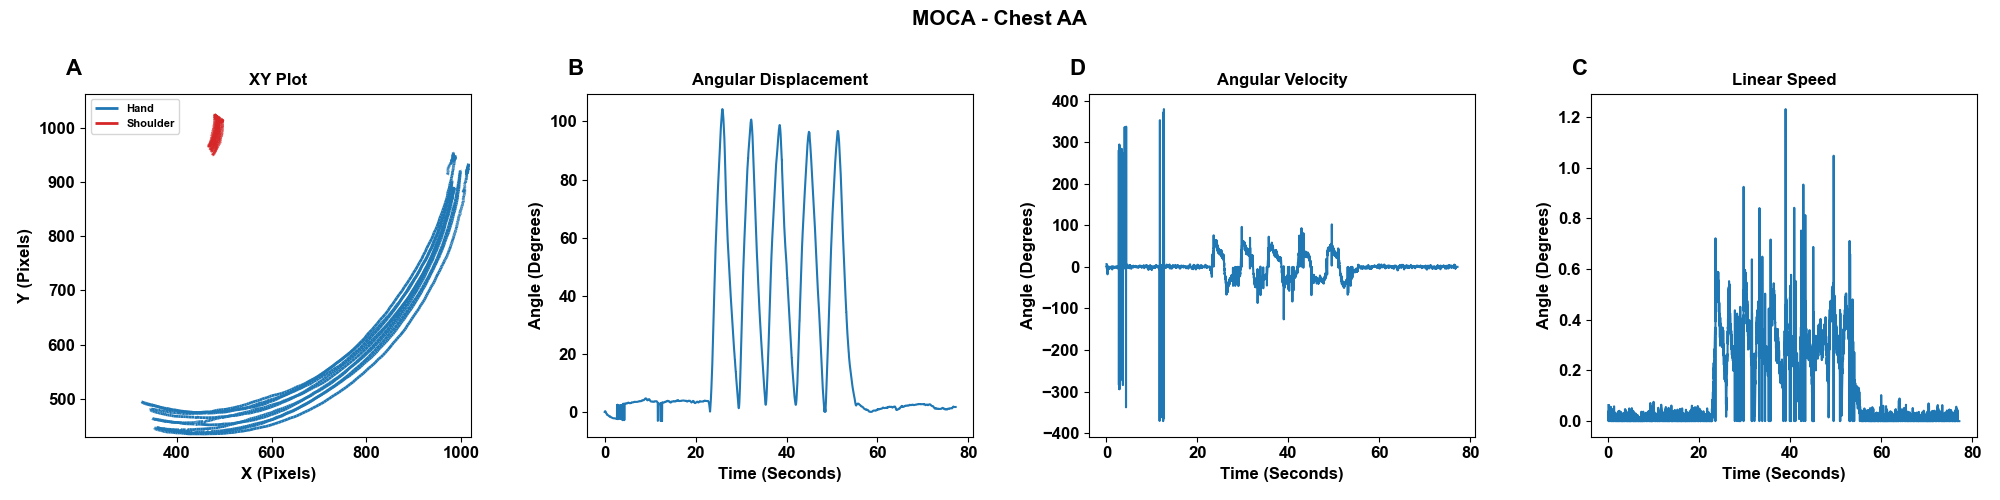 MOCA - Chest AA
A
XY Plot
Hand
Shoulder
1000
900
800
700
600
500
Y (Pixels)
400
600
800
1000
X (Pixels)
B
Angular Displacement
100
80
60
40
20
0
Angle (Degrees)
0
20
40
60
80
Time (Seconds)
D
Angular Velocity
400
300
200
100
0
−100
−200
−300
−400
Angle (Degrees)
0
20
40
60
80
Time (Seconds)
C
Linear Speed
1.2
1.0
0.8
0.6
0.4
0.2
0.0
Angle (Degrees)
0
20
40
60
80
Time (Seconds)